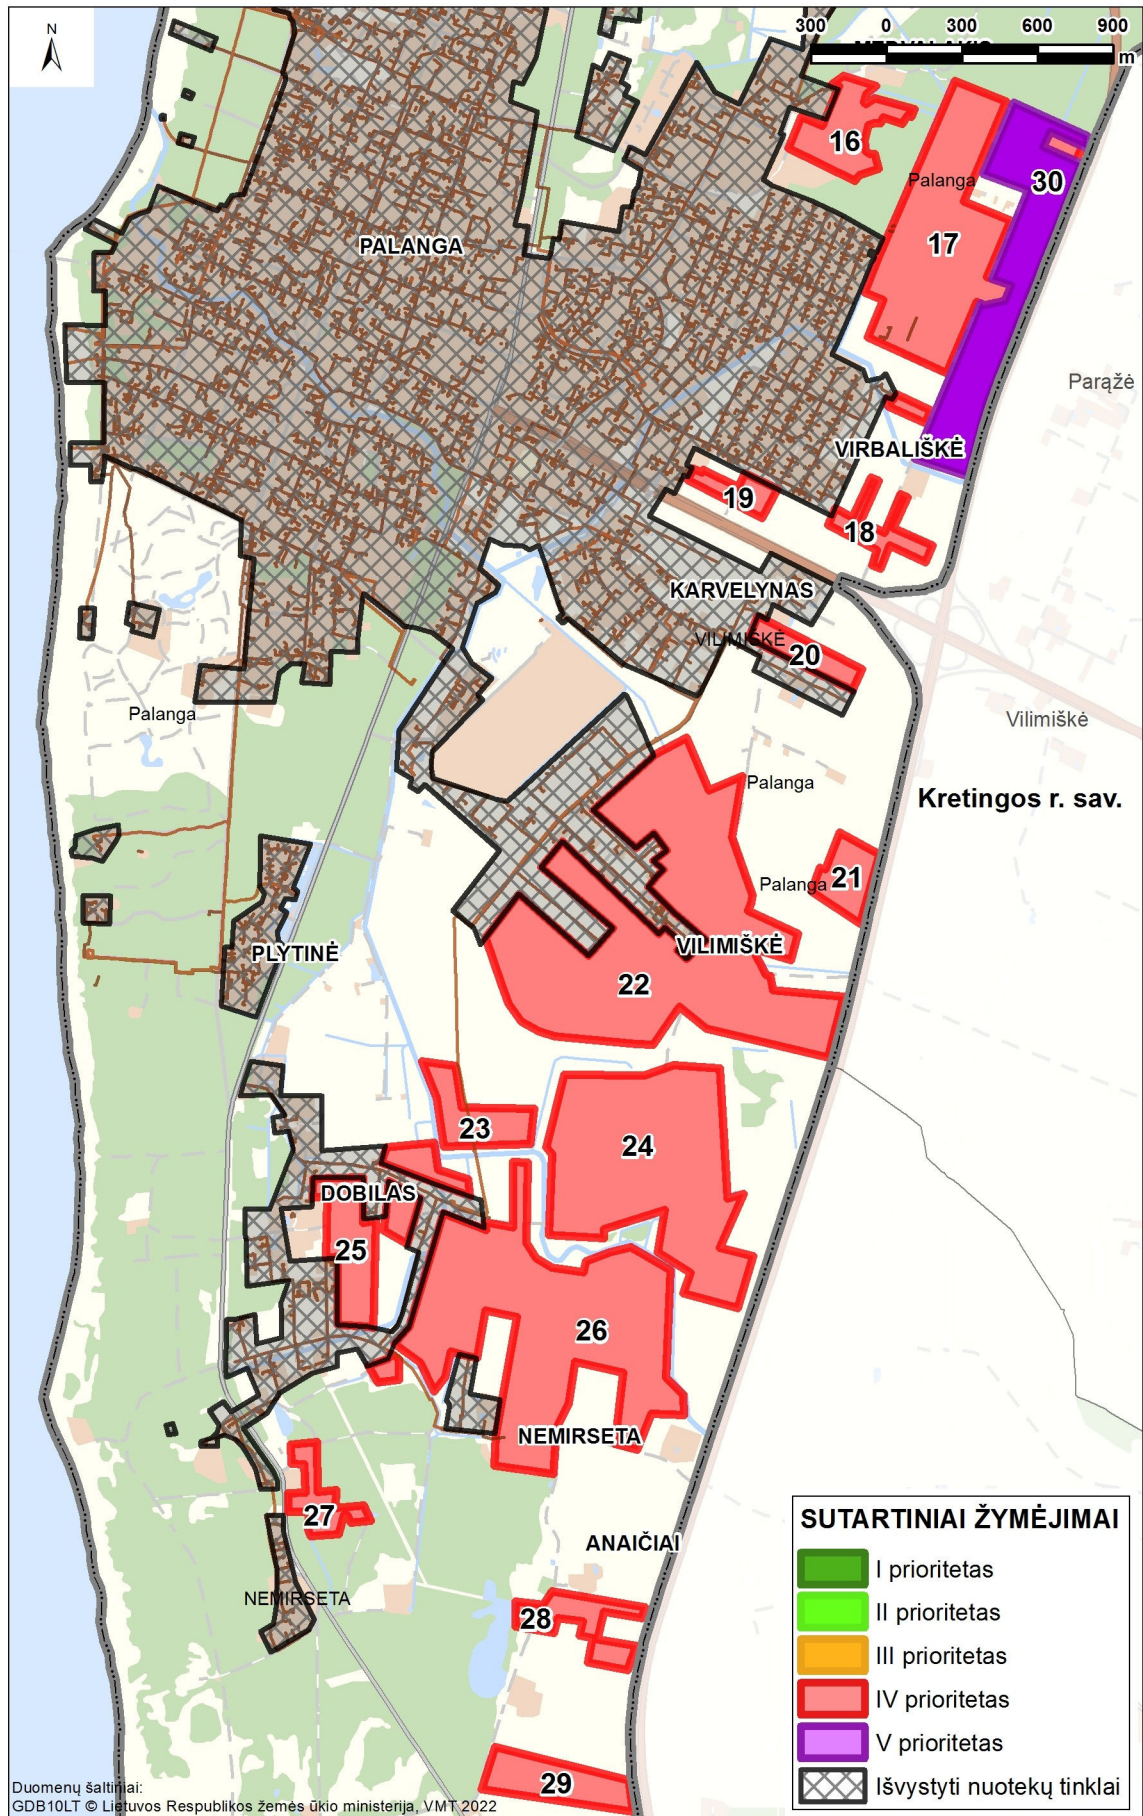 N
300 0 300 600 900
m
16
Palanga
30
PALANGA
17
Parąžė
VIRBALIŠKĖ
19
18
KARVELYNAS
VILIMIŠKĖ
20
Palanga
Vilimiškė
Palanga
Kretingos r. sav.
Palanga
21
PLYTINĖ
VILIMIŠKĖ
22
23
24
DOBILAS
25
26
NEMIRSETA
27
ANAIČIAI
NEMIRSETA
28
29
SUTARTINIAI ŽYMĖJIMAI
I prioritetas
II prioritetas
III prioritetas
IV prioritetas
V prioritetas
Išvystyti nuotekų tinklai
Duomenų šaltiniai:
GDB10LT © Lietuvos Respublikos žemės ūkio ministerija, VMT 2022